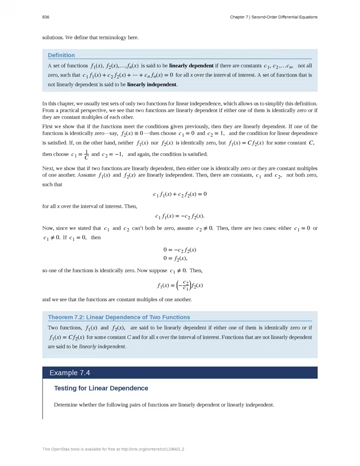 836 Chapter 7 | Second-Order Differential Equations
solutions. We define that terminology here.
Definition
A set of functions f₁(x), f₂(x),…,fₙ(x) is said to be linearly dependent if there are constants c₁, c₂,…cₙ, not all
zero, such that c₁ f₁(x) + c₂ f₂(x) + ⋯ + cₙ fₙ(x) = 0 for all x over the interval of interest. A set of functions that is
not linearly dependent is said to be linearly independent.
In this chapter, we usually test sets of only two functions for linear independence, which allows us to simplify this definition.
From a practical perspective, we see that two functions are linearly dependent if either one of them is identically zero or if
they are constant multiples of each other.
First we show that if the functions meet the conditions given previously, then they are linearly dependent. If one of the
functions is identically zero—say, f₂(x) ≡ 0—then choose c₁ = 0 and c₂ = 1, and the condition for linear dependence
is satisfied. If, on the other hand, neither f₁(x) nor f₂(x) is identically zero, but f₁(x) = C f₂(x) for some constant C,
then choose c₁ = 1/C and c₂ = −1, and again, the condition is satisfied.
Next, we show that if two functions are linearly dependent, then either one is identically zero or they are constant multiples
of one another. Assume f₁(x) and f₂(x) are linearly independent. Then, there are constants, c₁ and c₂, not both zero,
such that
c₁ f₁(x) + c₂ f₂(x) = 0
for all x over the interval of interest. Then,
c₁ f₁(x) = −c₂ f₂(x).
Now, since we stated that c₁ and c₂ can't both be zero, assume c₂ ≠ 0. Then, there are two cases: either c₁ = 0 or
c₁ ≠ 0. If c₁ = 0, then
0 = −c₂ f₂(x)
0 = f₂(x),
so one of the functions is identically zero. Now suppose c₁ ≠ 0. Then,
f₁(x) = (−c₂/c₁) f₂(x)
and we see that the functions are constant multiples of one another.
Theorem 7.2: Linear Dependence of Two Functions
Two functions, f₁(x) and f₂(x), are said to be linearly dependent if either one of them is identically zero or if
f₁(x) = C f₂(x) for some constant C and for all x over the interval of interest. Functions that are not linearly dependent
are said to be linearly independent.
Example 7.4
Testing for Linear Dependence
Determine whether the following pairs of functions are linearly dependent or linearly independent.
This OpenStax book is available for free at http://cnx.org/content/col11966/1.2